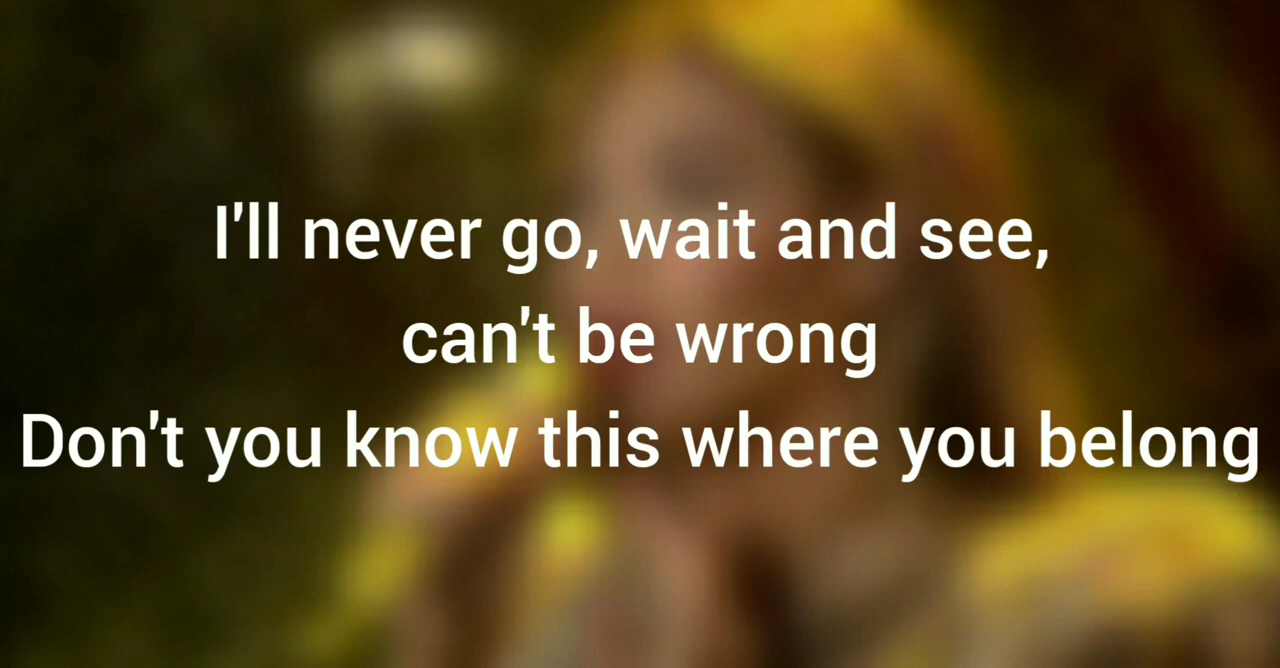 I'll never go, wait and see,
can't be wrong
Don't you know this where you belong